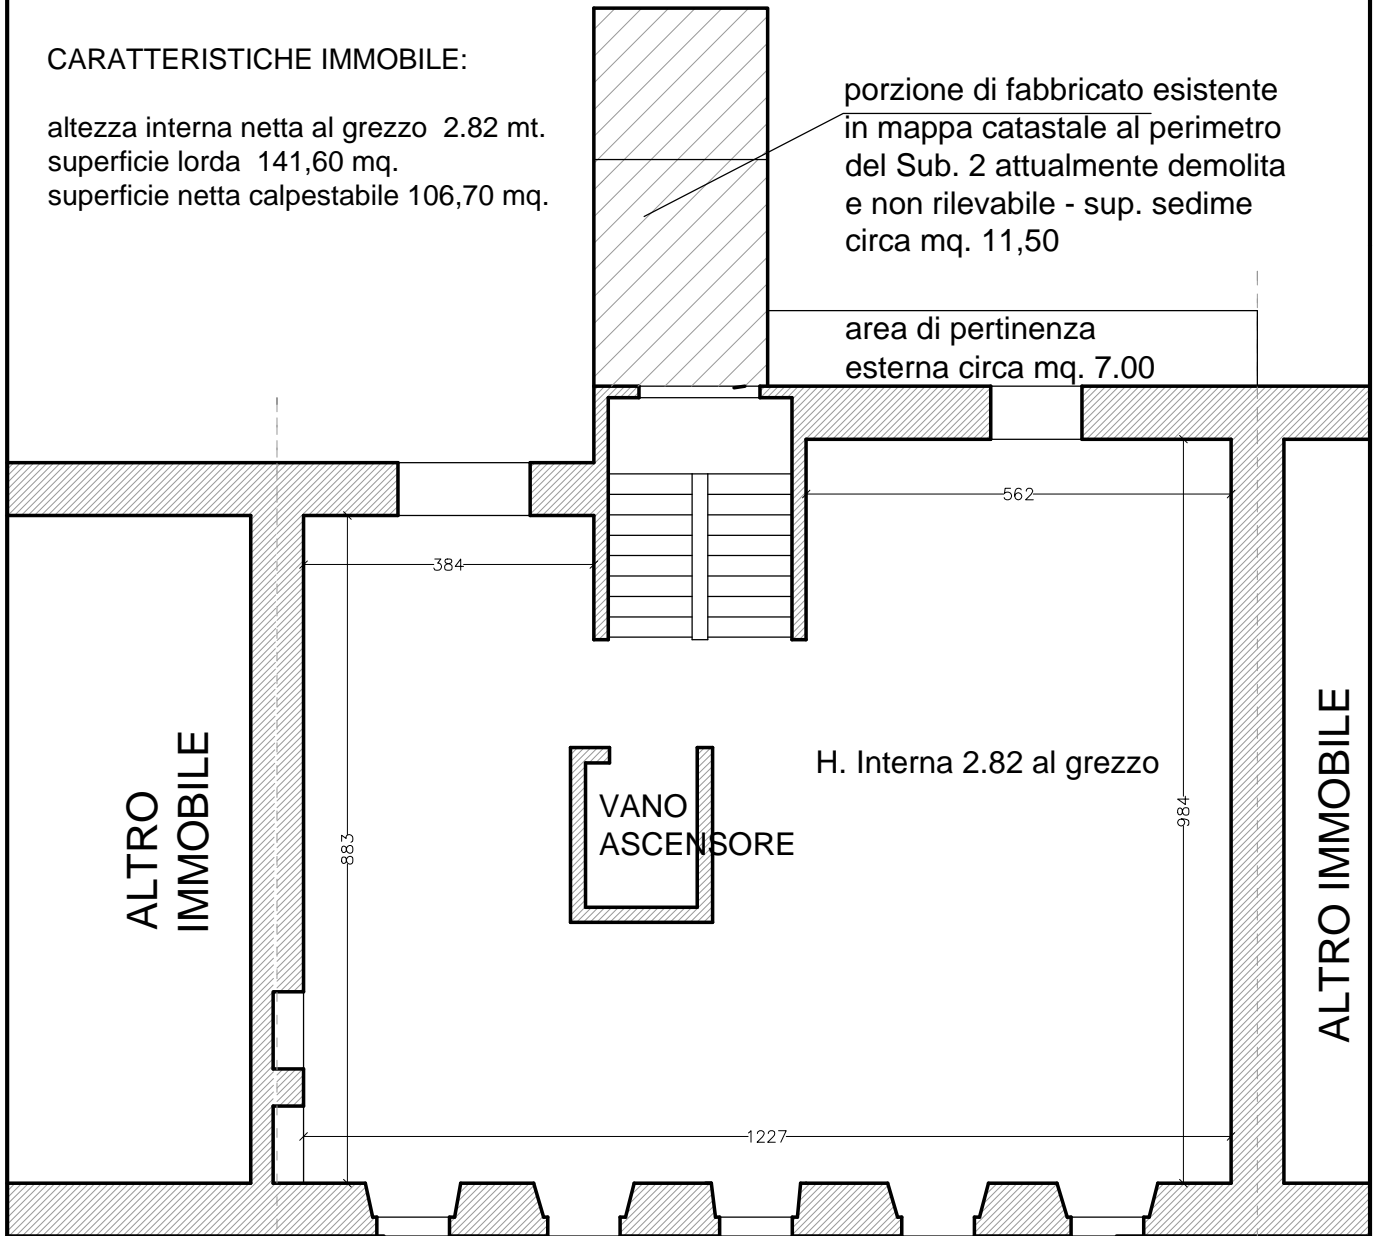 CARATTERISTICHE IMMOBILE:
altezza interna netta al grezzo  2.82 mt.
superficie lorda  141,60 mq.
superficie netta calpestabile 106,70 mq.
porzione di fabbricato esistente
in mappa catastale al perimetro
del Sub. 2 attualmente demolita
e non rilevabile - sup. sedime
circa mq. 11,50
area di pertinenza
esterna circa mq. 7.00
562
384
H. Interna 2.82 al grezzo
VANO
ASCENSORE
883
984
ALTRO
IMMOBILE
ALTRO IMMOBILE
1227